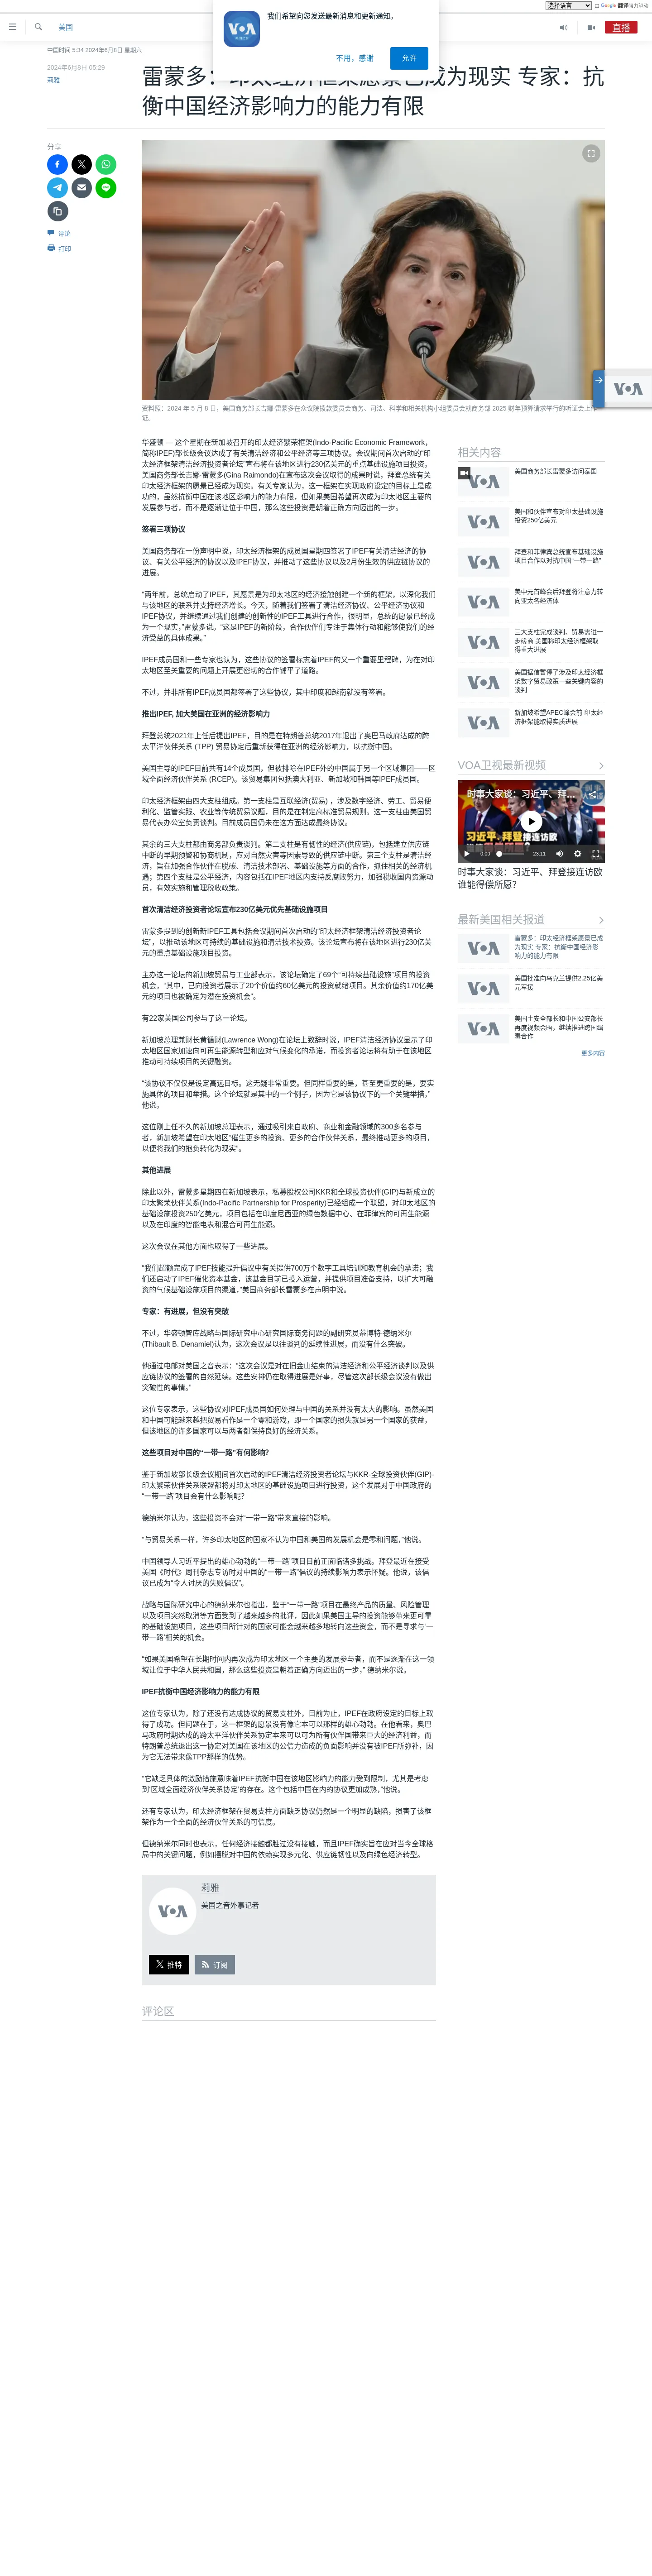 选择语言
由 Google 翻译强力驱动
我们希望向您发送最新消息和更新通知。
不用，感谢
允许
VOA
美国
直播
中国时间 5:34 2024年6月8日 星期六
2024年6月8日 05:29
莉雅
雷蒙多：印太经济框架愿景已成为现实 专家：抗
衡中国经济影响力的能力有限
分享
评论
打印
资料照：2024 年 5 月 8 日，美国商务部长吉娜·雷蒙多在众议院拨款委员会商务、司法、科学和相关机构小组委员会就商务部 2025 财年预算请求举行的听证会上作
证。
华盛顿 — 这个星期在新加坡召开的印太经济繁荣框架(Indo-Pacific Economic Framework，
简称IPEF)部长级会议达成了有关清洁经济和公平经济等三项协议。会议期间首次启动的“印
太经济框架清洁经济投资者论坛”宣布将在该地区进行230亿美元的重点基础设施项目投资。
美国商务部长吉娜·雷蒙多(Gina Raimondo)在宣布这次会议取得的成果时说，拜登总统有关
印太经济框架的愿景已经成为现实。有关专家认为，这一框架在实现政府设定的目标上是成
功的，虽然抗衡中国在该地区影响力的能力有限，但如果美国希望再次成为印太地区主要的
发展参与者，而不是逐渐让位于中国，那么这些投资是朝着正确方向迈出的一步。
签署三项协议
美国商务部在一份声明中说，印太经济框架的成员国星期四签署了IPEF有关清洁经济的协
议、有关公平经济的协议以及IPEF协议，并推动了这些协议以及2月份生效的供应链协议的
进展。
“两年前，总统启动了IPEF，其愿景是为印太地区的经济接触创建一个新的框架，以深化我们
与该地区的联系并支持经济增长。今天，随着我们签署了清洁经济协议、公平经济协议和
IPEF协议，并继续通过我们创建的创新性的IPEF工具进行合作，很明显，总统的愿景已经成
为一个现实，”雷蒙多说。“这是IPEF的新阶段，合作伙伴们专注于集体行动和能够使我们的经
济受益的具体成果。”
IPEF成员国和一些专家也认为，这些协议的签署标志着IPEF的又一个重要里程碑，为在对印
太地区至关重要的问题上开展更密切的合作铺平了道路。
不过，并非所有IPEF成员国都签署了这些协议，其中印度和越南就没有签署。
推出IPEF, 加大美国在亚洲的经济影响力
拜登总统2021年上任后提出IPEF，目的是在特朗普总统2017年退出了奥巴马政府达成的跨
太平洋伙伴关系 (TPP) 贸易协定后重新获得在亚洲的经济影响力，以抗衡中国。
美国主导的IPEF目前共有14个成员国，但被排除在IPEF外的中国属于另一个区域集团——区
域全面经济伙伴关系 (RCEP)。该贸易集团包括澳大利亚、新加坡和韩国等IPEF成员国。
印太经济框架由四大支柱组成。第一支柱是互联经济(贸易) ，涉及数字经济、劳工、贸易便
利化、监管实践、农业等传统贸易议题，目的是在制定高标准贸易规则。这一支柱由美国贸
易代表办公室负责谈判。目前成员国仍未在这方面达成最终协议。
其余的三大支柱都由商务部负责谈判。第二支柱是有韧性的经济(供应链)，包括建立供应链
中断的早期预警和协商机制，应对自然灾害等因素导致的供应链中断。第三个支柱是清洁经
济，旨在加强合作伙伴在脱碳、清洁技术部署、基础设施等方面的合作，抓住相关的经济机
遇；第四个支柱是公平经济，内容包括在IPEF地区内支持反腐败努力，加强税收国内资源动
员，有效实施和管理税收政策。
首次清洁经济投资者论坛宣布230亿美元优先基础设施项目
雷蒙多提到的创新新IPEF工具包括会议期间首次启动的“印太经济框架清洁经济投资者论
坛”，以推动该地区可持续的基础设施和清洁技术投资。该论坛宣布将在该地区进行230亿美
元的重点基础设施项目投资。
主办这一论坛的新加坡贸易与工业部表示，该论坛确定了69个“可持续基础设施”项目的投资
机会，“其中，已向投资者展示了20个价值约60亿美元的投资就绪项目。其余价值约170亿美
元的项目也被确定为潜在投资机会”。
有22家美国公司参与了这一论坛。
新加坡总理兼财长黄循财(Lawrence Wong)在论坛上致辞时说，IPEF清洁经济协议显示了印
太地区国家加速向可再生能源转型和应对气候变化的承诺，而投资者论坛将有助于在该地区
推动可持续项目的关键融资。
“该协议不仅仅是设定高远目标。这无疑非常重要。但同样重要的是，甚至更重要的是，要实
施具体的项目和举措。这个论坛就是其中的一个例子，因为它是该协议下的一个关键举措，”
他说。
这位刚上任不久的新加坡总理表示，通过吸引来自政府、商业和金融领域的300多名参与
者，新加坡希望在印太地区“催生更多的投资、更多的合作伙伴关系，最终推动更多的项目，
以便将我们的抱负转化为现实”。
其他进展
除此以外，雷蒙多星期四在新加坡表示，私募股权公司KKR和全球投资伙伴(GIP)与新成立的
印太繁荣伙伴关系(Indo-Pacific Partnership for Prosperity)已经组成一个联盟，对印太地区的
基础设施投资250亿美元，项目包括在印度尼西亚的绿色数据中心、在菲律宾的可再生能源
以及在印度的智能电表和混合可再生能源。
这次会议在其他方面也取得了一些进展。
“我们超额完成了IPEF技能提升倡议中有关提供700万个数字工具培训和教育机会的承诺；我
们还启动了IPEF催化资本基金，该基金目前已投入运营，并提供项目准备支持，以扩大可融
资的气候基础设施项目的渠道，”美国商务部长雷蒙多在声明中说。
专家：有进展，但没有突破
不过，华盛顿智库战略与国际研究中心研究国际商务问题的副研究员蒂博特·德纳米尔
(Thibault B. Denamiel)认为，这次会议是以往谈判的延续性进展，而没有什么突破。
他通过电邮对美国之音表示：“这次会议是对在旧金山结束的清洁经济和公平经济谈判以及供
应链协议的签署的自然延续。这些安排仍在取得进展是好事，尽管这次部长级会议没有做出
突破性的事情。”
这位专家表示，这些协议对IPEF成员国如何处理与中国的关系并没有太大的影响。虽然美国
和中国可能越来越把贸易看作是一个零和游戏，即一个国家的损失就是另一个国家的获益，
但该地区的许多国家可以与两者都保持良好的经济关系。
这些项目对中国的“一带一路”有何影响?
鉴于新加坡部长级会议期间首次启动的IPEF清洁经济投资者论坛与KKR-全球投资伙伴(GIP)-
印太繁荣伙伴关系联盟都将对印太地区的基础设施项目进行投资，这个发展对于中国政府的
“一带一路”项目会有什么影响呢?
德纳米尔认为，这些投资不会对“一带一路”带来直接的影响。
“与贸易关系一样，许多印太地区的国家不认为中国和美国的发展机会是零和问题，”他说。
中国领导人习近平提出的雄心勃勃的“一带一路”项目目前正面临诸多挑战。拜登最近在接受
美国《时代》周刊杂志专访时对中国的“一带一路”倡议的持续影响力表示怀疑。他说，该倡
议已成为“令人讨厌的失败倡议”。
战略与国际研究中心的德纳米尔也指出，鉴于“一带一路”项目在最终产品的质量、风险管理
以及项目突然取消等方面受到了越来越多的批评，因此如果美国主导的投资能够带来更可靠
的基础设施项目，这些项目所针对的国家可能会越来越多地转向这些资金，而不是寻求与‘一
带一路’相关的机会。
“如果美国希望在长期时间内再次成为印太地区一个主要的发展参与者，而不是逐渐在这一领
域让位于中华人民共和国，那么这些投资是朝着正确方向迈出的一步，” 德纳米尔说。
IPEF抗衡中国经济影响力的能力有限
这位专家认为，除了还没有达成协议的贸易支柱外，目前为止，IPEF在政府设定的目标上取
得了成功。但问题在于，这一框架的愿景没有像它本可以那样的雄心勃勃。在他看来，奥巴
马政府时期达成的跨太平洋伙伴关系协定本来可以可为所有伙伴国带来巨大的经济利益，而
特朗普总统退出这一协定对美国在该地区的公信力造成的负面影响并没有被IPEF所弥补，因
为它无法带来像TPP那样的优势。
“它缺乏具体的激励措施意味着IPEF抗衡中国在该地区影响力的能力受到限制，尤其是考虑
到‘区域全面经济伙伴关系协定’的存在。这个包括中国在内的协议更加成熟，”他说。
还有专家认为，印太经济框架在贸易支柱方面缺乏协议仍然是一个明显的缺陷，损害了该框
架作为一个全面的经济伙伴关系的可信度。
但德纳米尔同时也表示，任何经济接触都胜过没有接触，而且IPEF确实旨在应对当今全球格
局中的关键问题，例如摆脱对中国的依赖实现多元化、供应链韧性以及向绿色经济转型。
莉雅
美国之音外事记者
VOA
推特
订阅
评论区
VOA
相关内容
美国商务部长雷蒙多访问泰国
美国和伙伴宣布对印太基础设施
投资250亿美元
拜登和菲律宾总统宣布基础设施
项目合作以对抗中国“一带一路”
美中元首峰会后拜登将注意力转
向亚太各经济体
三大支柱完成谈判、贸易需进一
步磋商 美国称印太经济框架取
得重大进展
美国据信暂停了涉及印太经济框
架数字贸易政策一些关键内容的
谈判
新加坡希望APEC峰会前 印太经
济框架能取得实质进展
VOA卫视最新视频
时事大家谈：习近平、拜…
习近平、拜登接连访欧
0:00
23:11
时事大家谈：习近平、拜登接连访欧
谁能得偿所愿？
最新美国相关报道
雷蒙多：印太经济框架愿景已成
为现实 专家：抗衡中国经济影
响力的能力有限
美国批准向乌克兰提供2.25亿美
元军援
美国土安全部长和中国公安部长
再度视频会晤，继续推进跨国缉
毒合作
更多内容